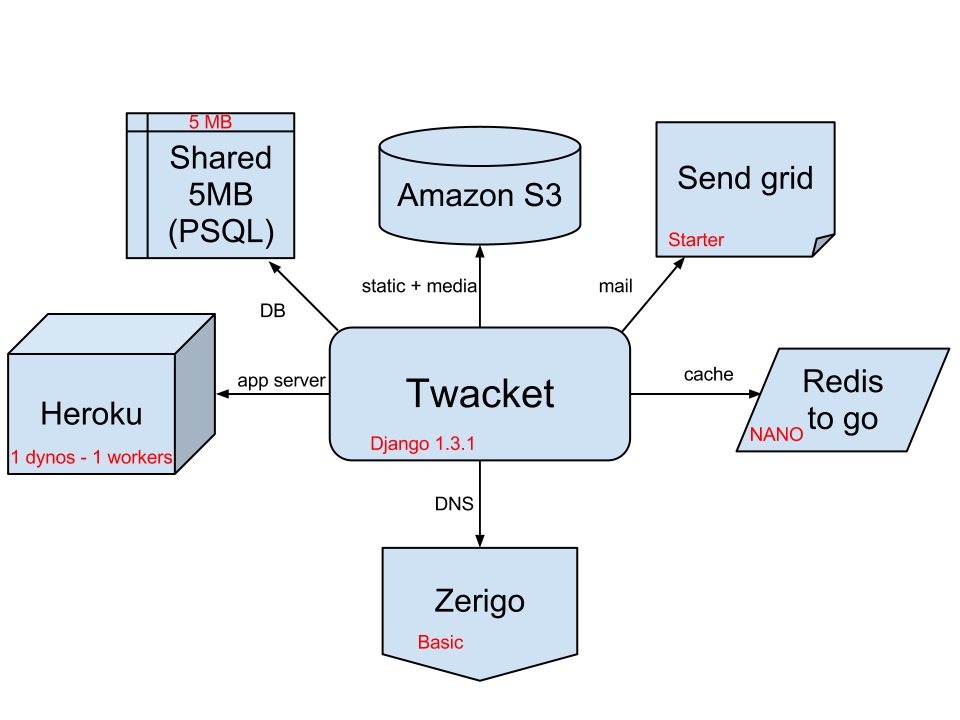 5 MB
Shared
5MB
(PSQL)
Amazon S3
Send grid
Starter
static + media
mail
DB
app server
cache
Heroku
1 dynos - 1 workers
Twacket
Django 1.3.1
Redis
to go
NANO
DNS
Zerigo
Basic